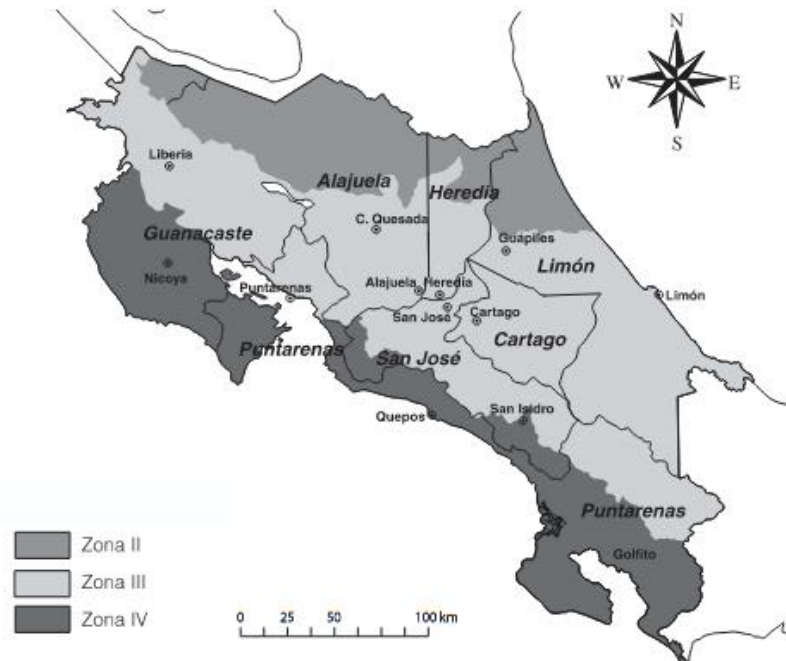 N
W E
S
Liberia
Alajuela
Heredia
C. Quesada
Guanacaste
Guápiles
Limón
Nicoya
Puntarenas
Alajuela Heredia
Limón
San José
Cartago
Cartago
Puntarenas
San José
Quepos
San Isidro
Puntarenas
Golfito
Zona II
Zona III
Zona IV
0 25 50 100 km